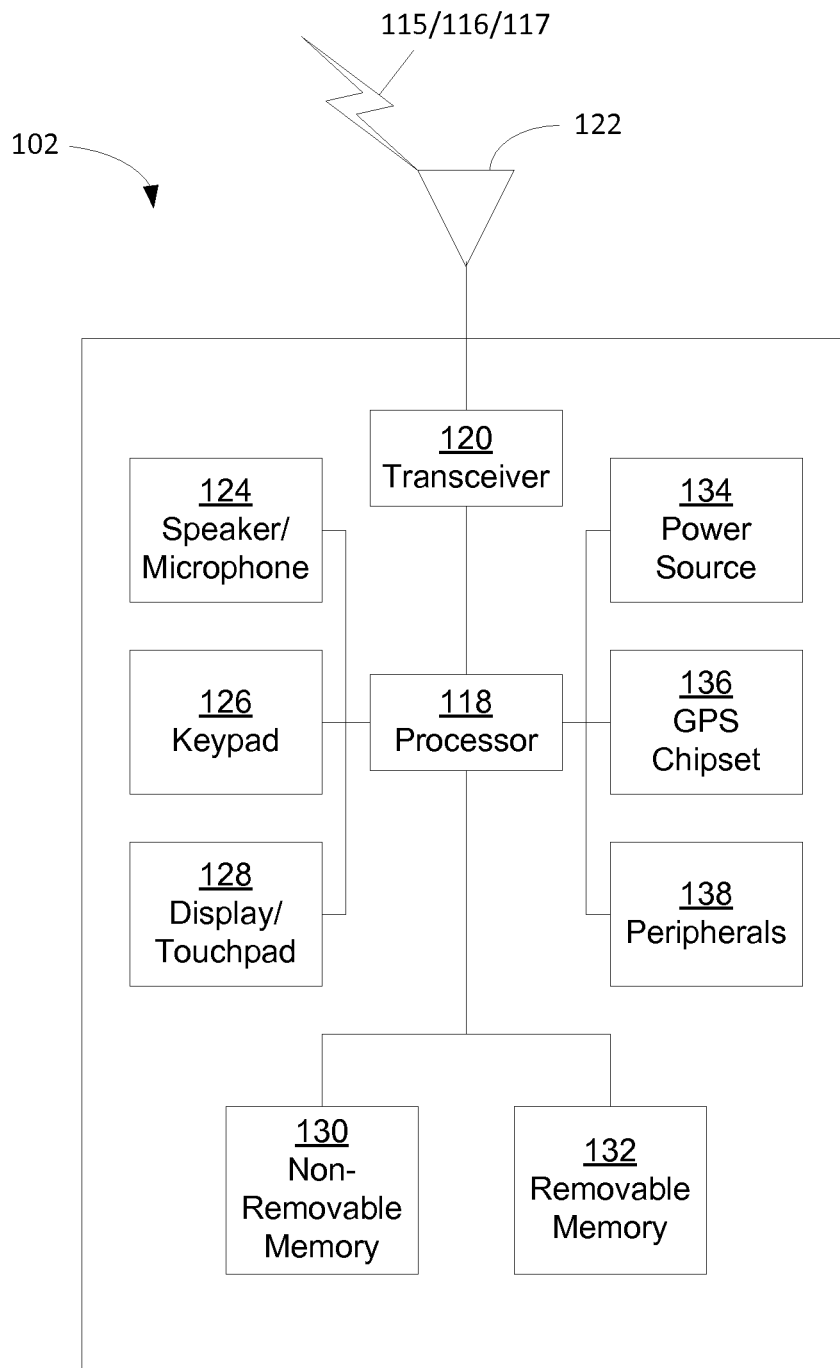 115/116/117
122
102
120
Transceiver
124
Speaker/
Microphone
134
Power
Source
126
Keypad
118
Processor
136
GPS
Chipset
128
Display/
Touchpad
138
Peripherals
130
Non-
Removable
Memory
132
Removable
Memory